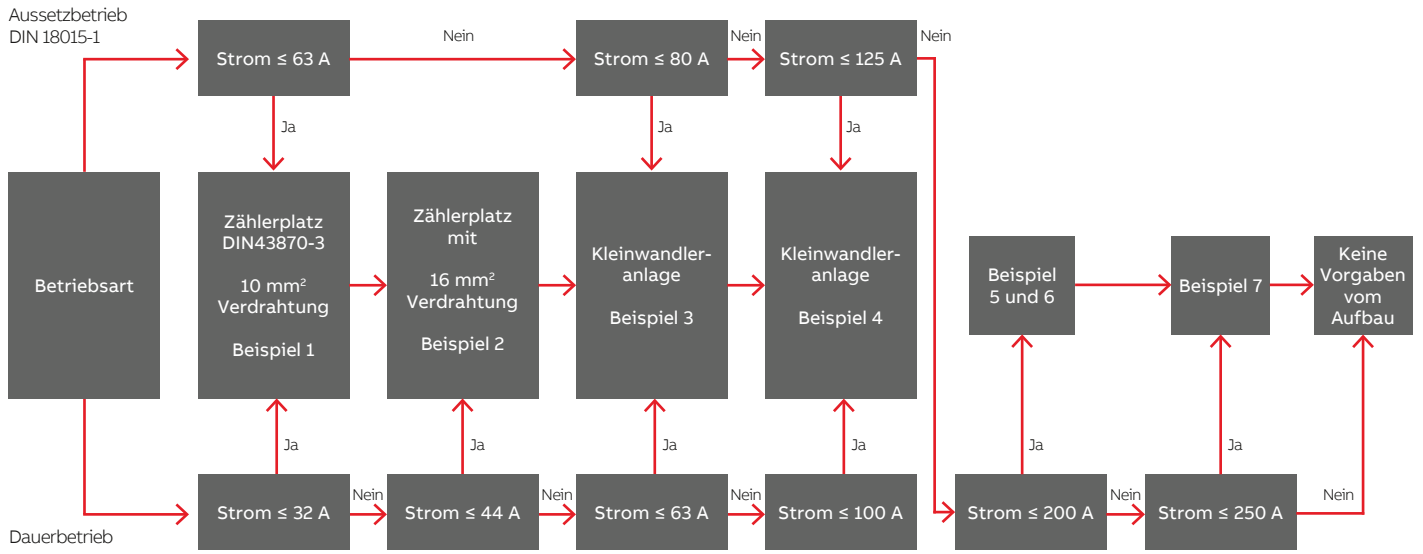 Aussetzbetrieb
DIN 18015-1
Strom ≤ 63 A
Nein
Strom ≤ 80 A
Nein
Strom ≤ 125 A
Nein
Ja
Ja
Ja
Betriebsart
Zählerplatz
DIN43870-3
10 mm²
Verdrahtung
Beispiel 1
Zählerplatz
mit
16 mm²
Verdrahtung
Beispiel 2
Kleinwandler-
anlage
Beispiel 3
Kleinwandler-
anlage
Beispiel 4
Beispiel
5 und 6
Beispiel 7
Keine
Vorgaben
vom
Aufbau
Ja
Ja
Ja
Ja
Ja
Ja
Dauerbetrieb
Strom ≤ 32 A
Nein
Strom ≤ 44 A
Nein
Strom ≤ 63 A
Nein
Strom ≤ 100 A
Strom ≤ 200 A
Nein
Strom ≤ 250 A
Nein